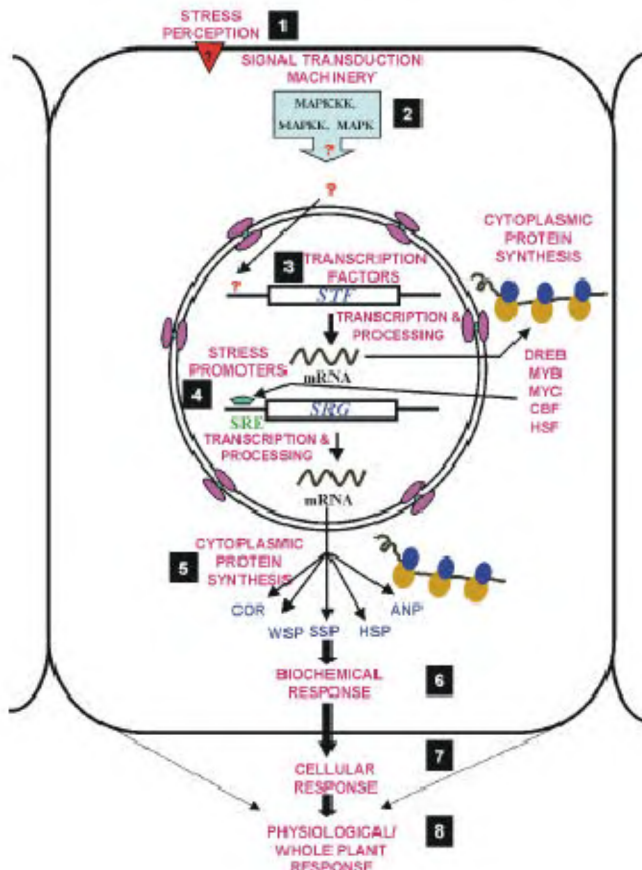 STRESS
PERCEPTION
1
?
SIGNAL TRANSDUCTION
MACHINERY
MAPKKK,
MAPKK, MAPK
2
?
?
CYTOPLASMIC
PROTEIN
SYNTHESIS
3
TRANSCRIPTION
FACTORS
?
STF
TRANSCRIPTION &
PROCESSING
mRNA
STRESS
PROMOTERS
4
DREB
MYB
MYC
CBF
HSF
SRE
SRG
TRANSCRIPTION &
PROCESSING
mRNA
5
CYTOPLASMIC
PROTEIN
SYNTHESIS
COR
WSP
SSP
HSP
ANP
BIOCHEMICAL
RESPONSE
6
7
CELLULAR
RESPONSE
8
PHYSIOLOGICAL/
WHOLE PLANT
RESPONSE